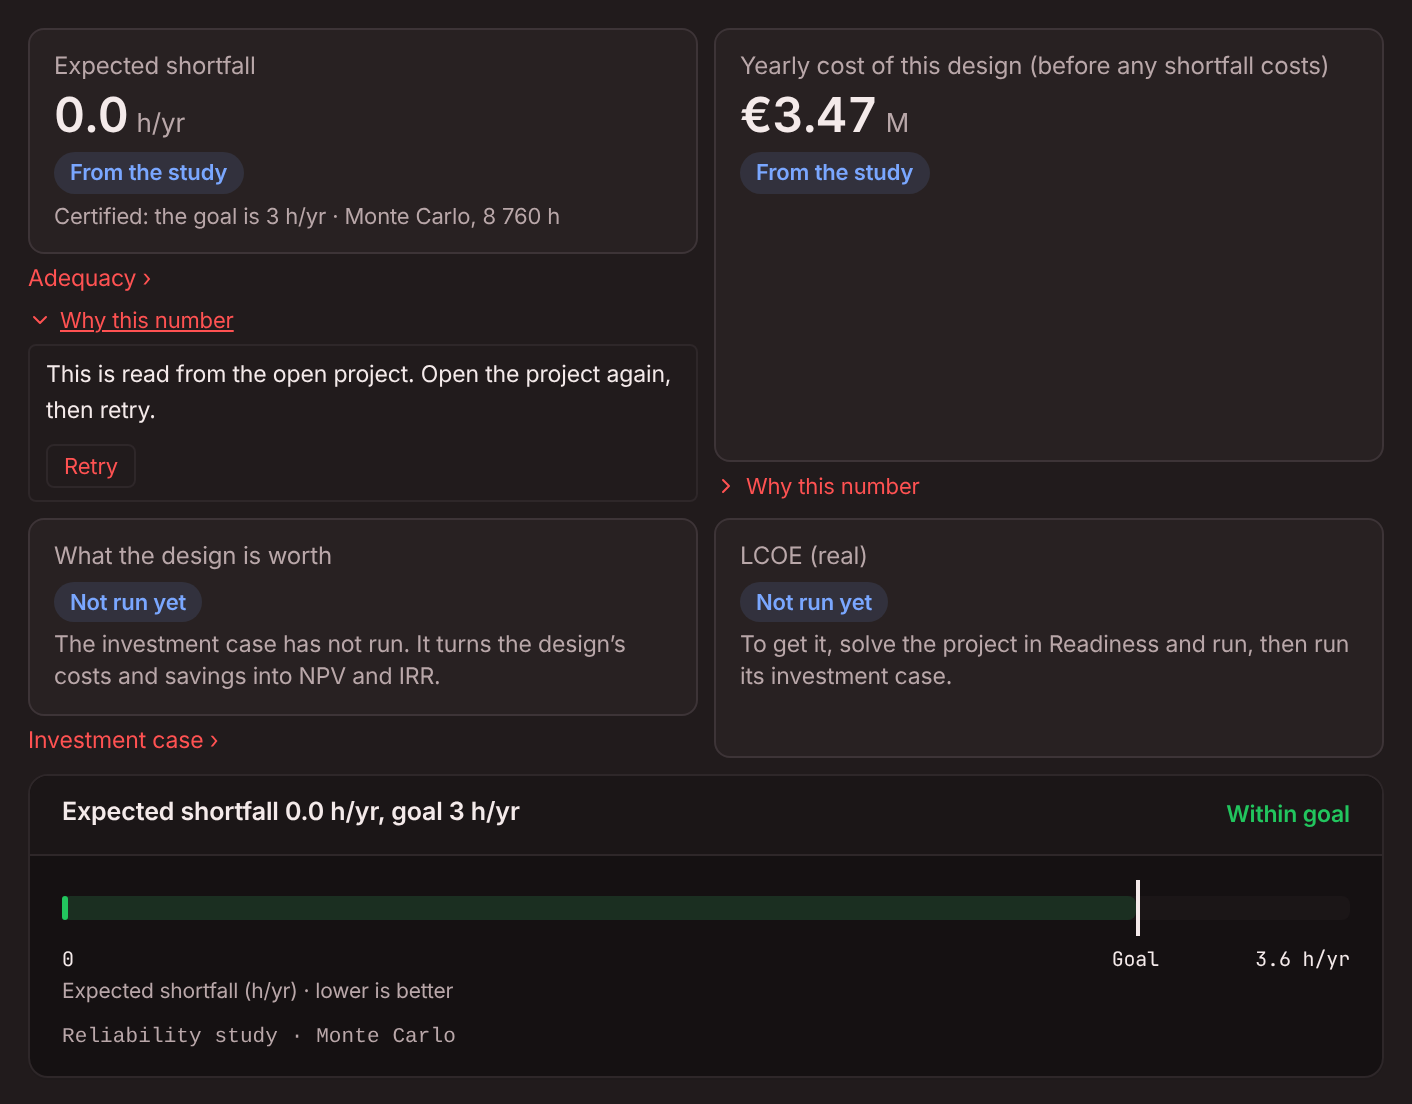 Expected shortfall
0.0 h/yr
From the study
Certified: the goal is 3 h/yr · Monte Carlo, 8 760 h
Adequacy ›
Why this number
This is read from the open project. Open the project again,
then retry.
Retry
Yearly cost of this design (before any shortfall costs)
€3.47 M
From the study
Why this number
What the design is worth
Not run yet
The investment case has not run. It turns the design’s
costs and savings into NPV and IRR.
Investment case ›
LCOE (real)
Not run yet
To get it, solve the project in Readiness and run, then run
its investment case.
Expected shortfall 0.0 h/yr, goal 3 h/yr
Within goal
0
Goal
3.6 h/yr
Expected shortfall (h/yr) · lower is better
Reliability study · Monte Carlo